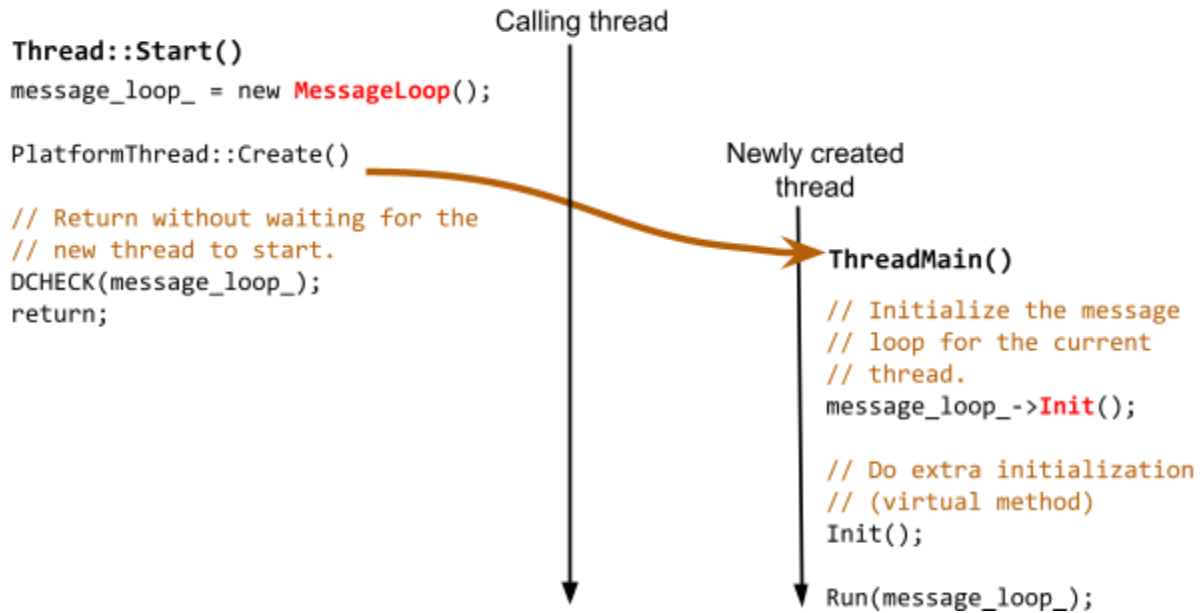 Calling thread
Thread::Start()
message_loop_ = new MessageLoop();
PlatformThread::Create()
// Return without waiting for the
// new thread to start.
DCHECK(message_loop_);
return;
Newly created
thread
ThreadMain()
// Initialize the message
// loop for the current
// thread.
message_loop_->Init();
// Do extra initialization
// (virtual method)
Init();
Run(message_loop_);